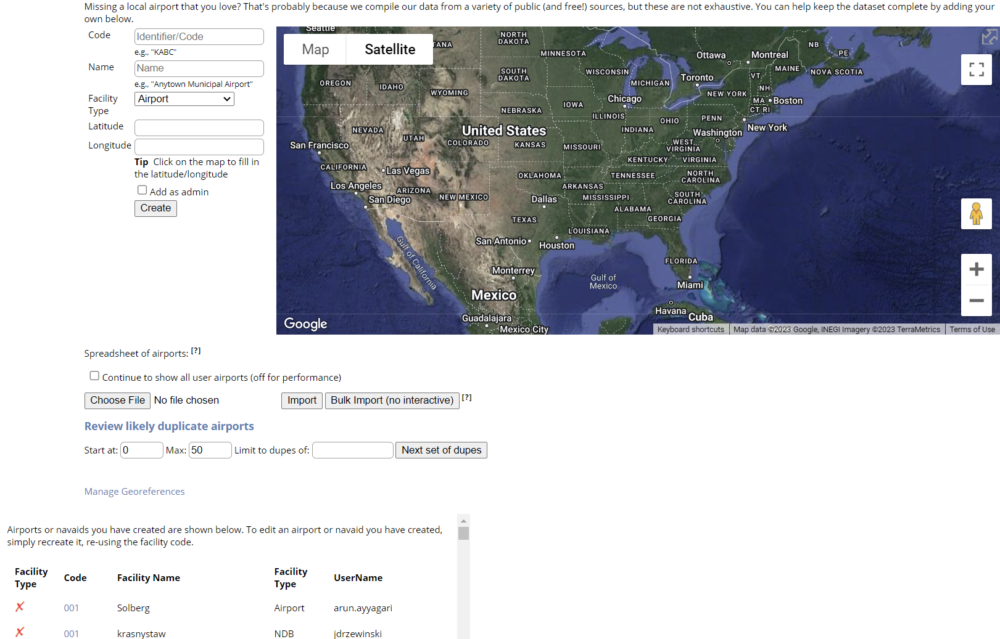 Missing a local airport that you love? That's probably because we compile our data from a variety of public (and free!) sources, but these are not exhaustive. You can help keep the dataset complete by adding your
own below.
Code
Identifier/Code
e.g., "KABC"
Name
Name
e.g., "Anytown Municipal Airport"
Facility
Type
Airport
Latitude
Longitude
Tip Click on the map to fill in
the latitude/longitude
Add as admin
Create
Map
Satellite
Seattle
TANA
NORTH
DAKOTA
MINNESOTA
Ottawa
Montreal
NB
PE
MAINE
NOVA SCOTIA
OREGON
IDAHO
SOUTH
DAKOTA
WISCONSIN
MICHIGAN
Toronto
VT
NH
WYOMING
Chicago
NEW YORK
MA
Boston
CT RI
NEBRASKA
IOWA
ILLINOIS
OHIO
PENN
New York
NEVADA
UTAH
United States
INDIANA
Washington
San Francisco
COLORADO
KANSAS
MISSOURI
WEST
VIRGINIA
KENTUCKY
VIRGINIA
CALIFORNIA
Las Vegas
OKLAHOMA
TENNESSEE
NORTH
CAROLINA
Los Angeles
ARIZONA
NEW MEXICO
ARKANSAS
MISSISSIPPI
SOUTH
CAROLINA
San Diego
Dallas
ALABAMA
TEXAS
GEORGIA
LOUISIANA
San Antonio
Houston
Gulf of California
FLORIDA
Monterrey
Gulf of
Mexico
Miami
Mexico
Havana
Cuba
Guadalajara
Mexico City
Google
Keyboard shortcuts
Map data ©2023 Google, INEGI Imagery ©2023 TerraMetrics
Terms of Use
Spreadsheet of airports: [?]
Continue to show all user airports (off for performance)
Choose File No file chosen
Import
Bulk Import (no interactive)
[?]
Review likely duplicate airports
Start at: 0 Max: 50 Limit to dupes of: Next set of dupes
Manage Georeferences
Airports or navaids you have created are shown below. To edit an airport or navaid you have created,
simply recreate it, re-using the facility code.
Facility
Type
Code
Facility Name
Facility
Type
UserName
001 Solberg Airport arun.ayyagari
001 krasnystaw NDB jdrzewinski